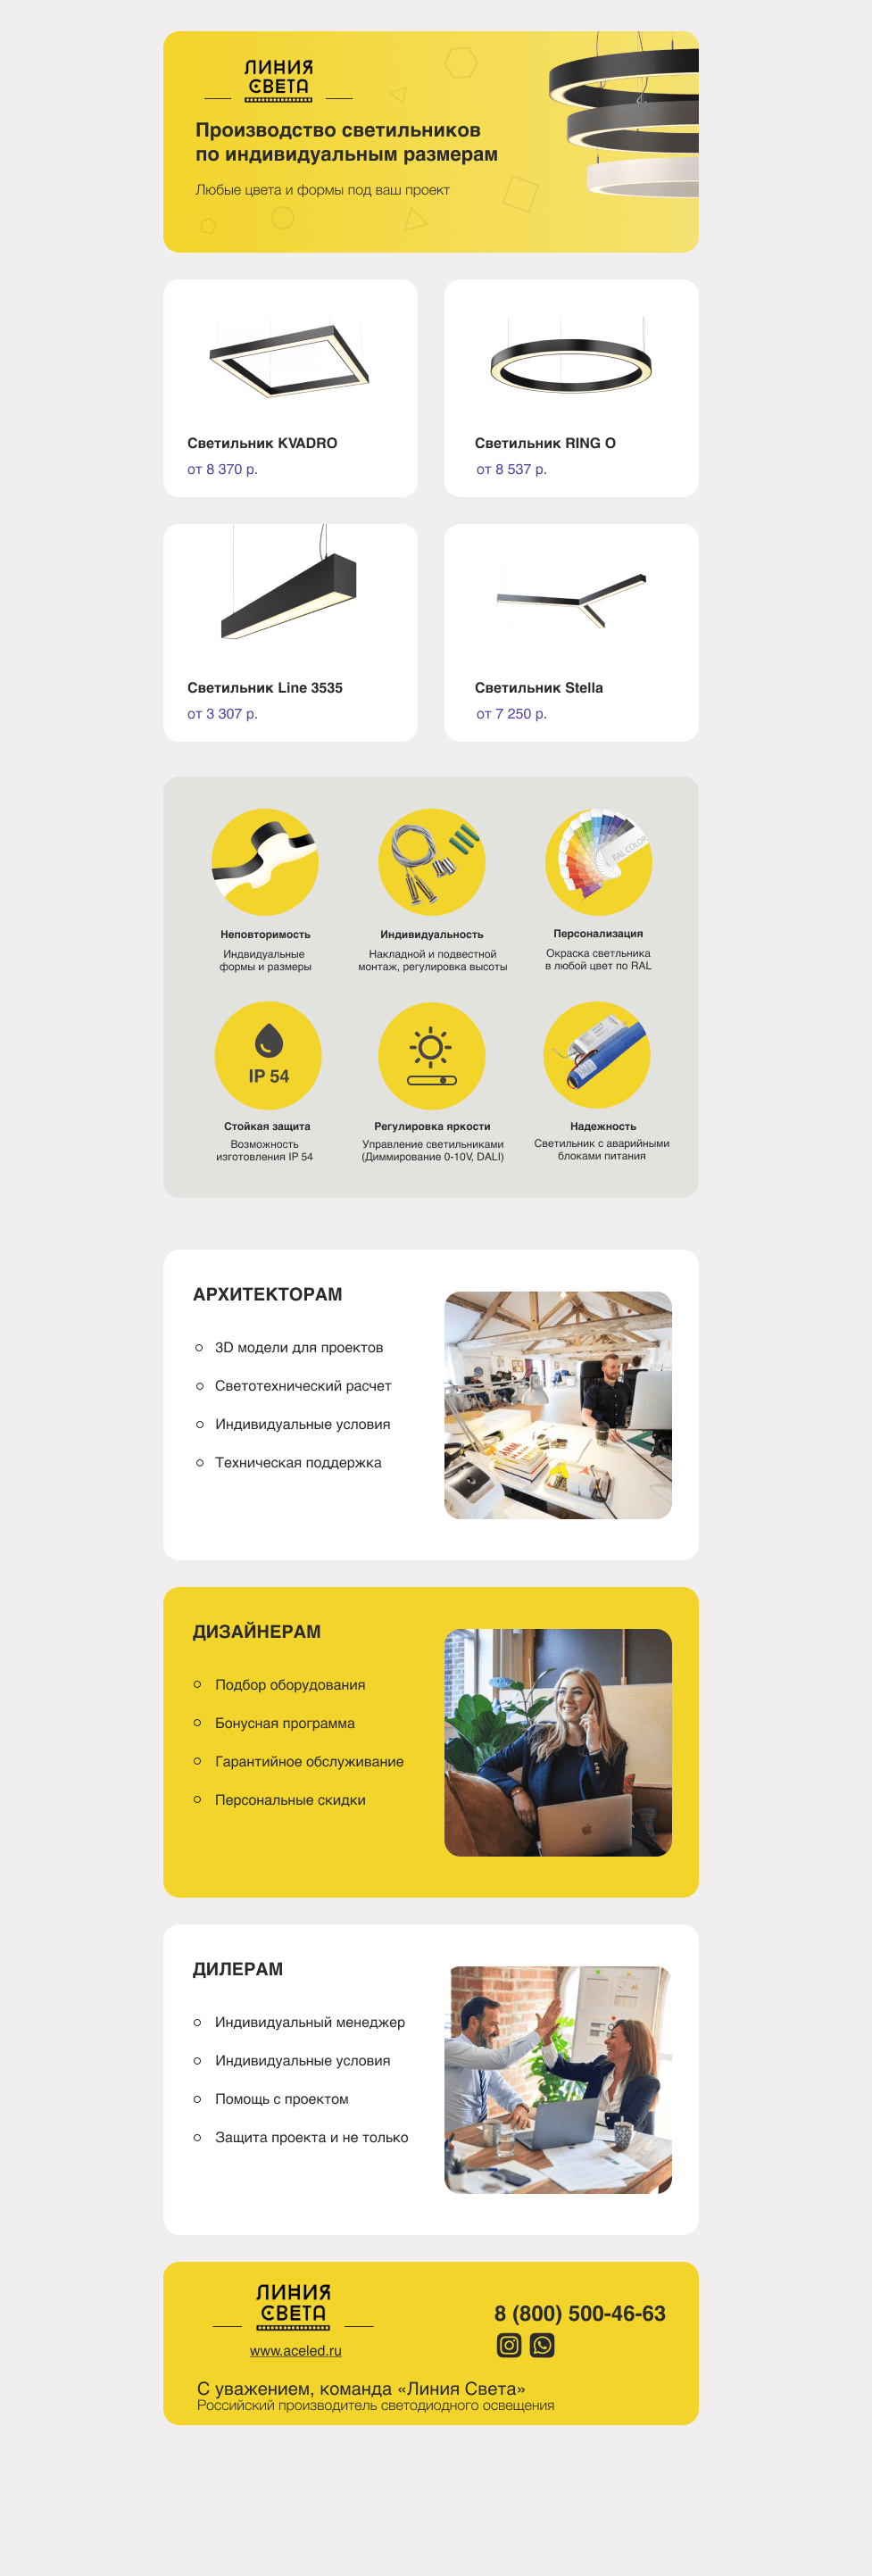 ЛИНИЯ
СВЕТА
Производство светильников
по индивидуальным размерам
Любые цвета и формы под ваш проект
Светильник KVADRO
от 8 370 р.
Светильник RING O
от 8 537 р.
Светильник Line 3535
от 3 307 р.
Светильник Stella
от 7 250 р.
RAL COLOR
Неповторимость
Индвидуальные
формы и размеры
Индивидуальность
Накладной и подвестной
монтаж, регулировка высоты
Персонализация
Окраска светльника
в любой цвет по RAL
IP 54
Стойкая защита
Возможность
изготовления IP 54
Регулировка яркости
Управление светильниками
(Диммирование 0-10V, DALI)
Надежность
Светильник с аварийными
блоками питания
АРХИТЕКТОРАМ
3D модели для проектов
Светотехнический расчет
Индивидуальные условия
Техническая поддержка
ДИЗАЙНЕРАМ
Подбор оборудования
Бонусная программа
Гарантийное обслуживание
Персональные скидки
ДИЛЕРАМ
Индивидуальный менеджер
Индивидуальные условия
Помощь с проектом
Защита проекта и не только
ЛИНИЯ
СВЕТА
www.aceled.ru
8 (800) 500-46-63
С уважением, команда «Линия Света»
Российский производитель светодиодного освещения